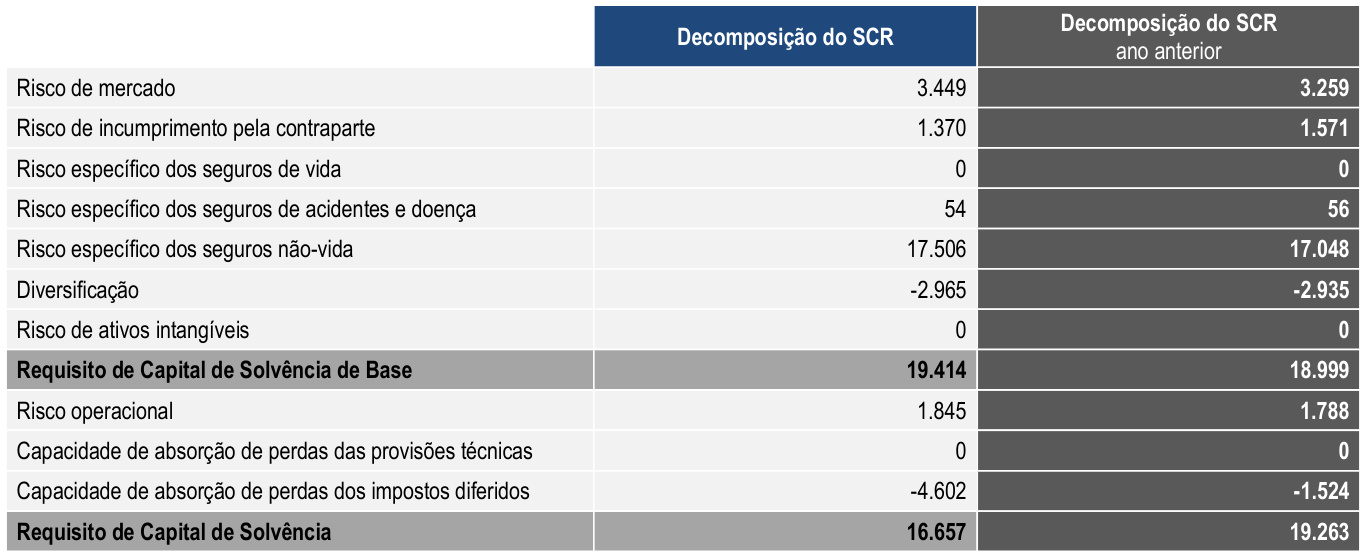 Decomposição do SCR
Decomposição do SCR
ano anterior
Risco de mercado 3.449 3.259
Risco de incumprimento pela contraparte 1.370 1.571
Risco específico dos seguros de vida 0 0
Risco específico dos seguros de acidentes e doença 54 56
Risco específico dos seguros não-vida 17.506 17.048
Diversificação -2.965 -2.935
Risco de ativos intangíveis 0 0
Requisito de Capital de Solvência de Base 19.414 18.999
Risco operacional 1.845 1.788
Capacidade de absorção de perdas das provisões técnicas 0 0
Capacidade de absorção de perdas dos impostos diferidos -4.602 -1.524
Requisito de Capital de Solvência 16.657 19.263